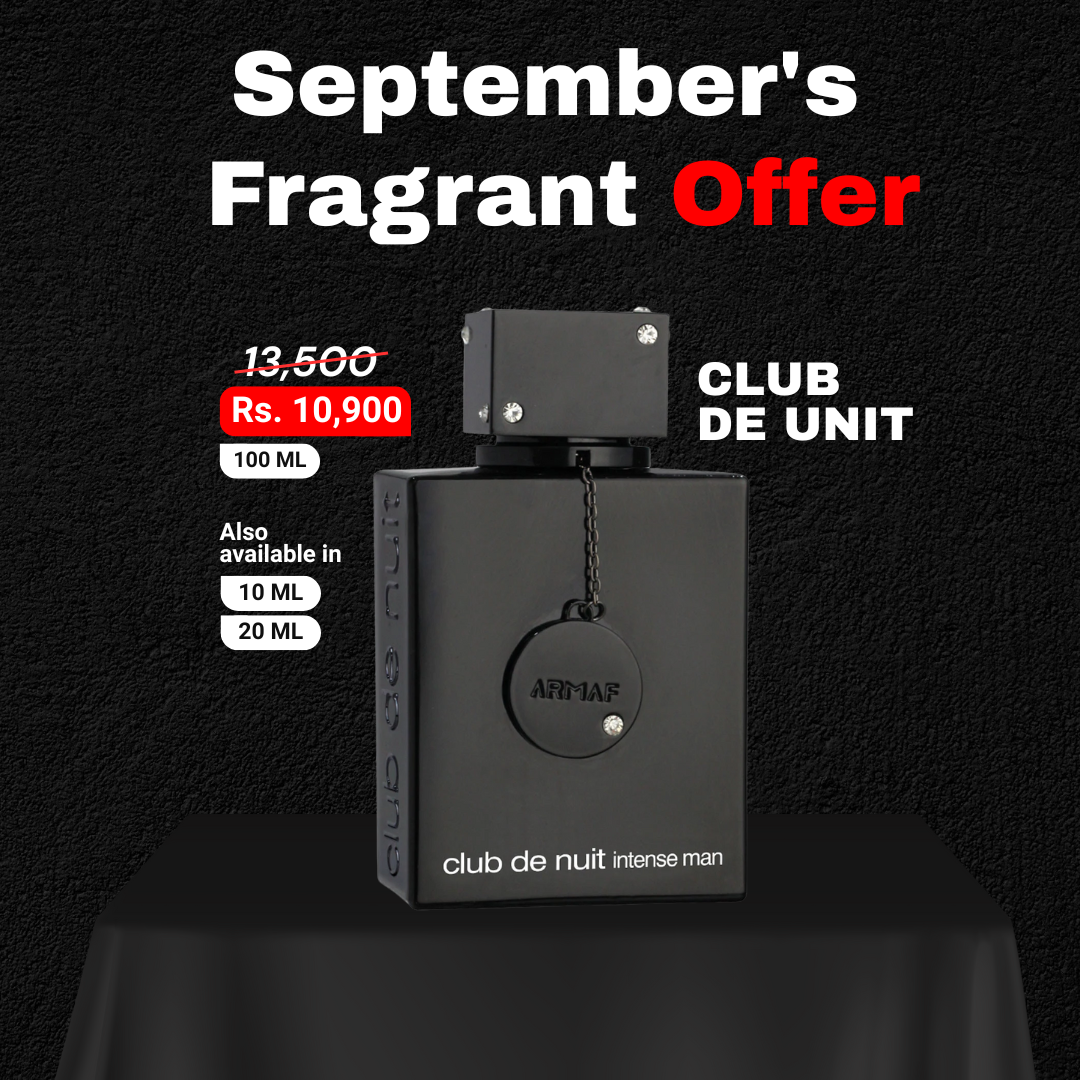 September's
Fragrant Offer
13,500
Rs. 10,900
100 ML
CLUB
DE UNIT
Also
available in
10 ML
20 ML
club de nuit
ARMAF
club de nuit intense man